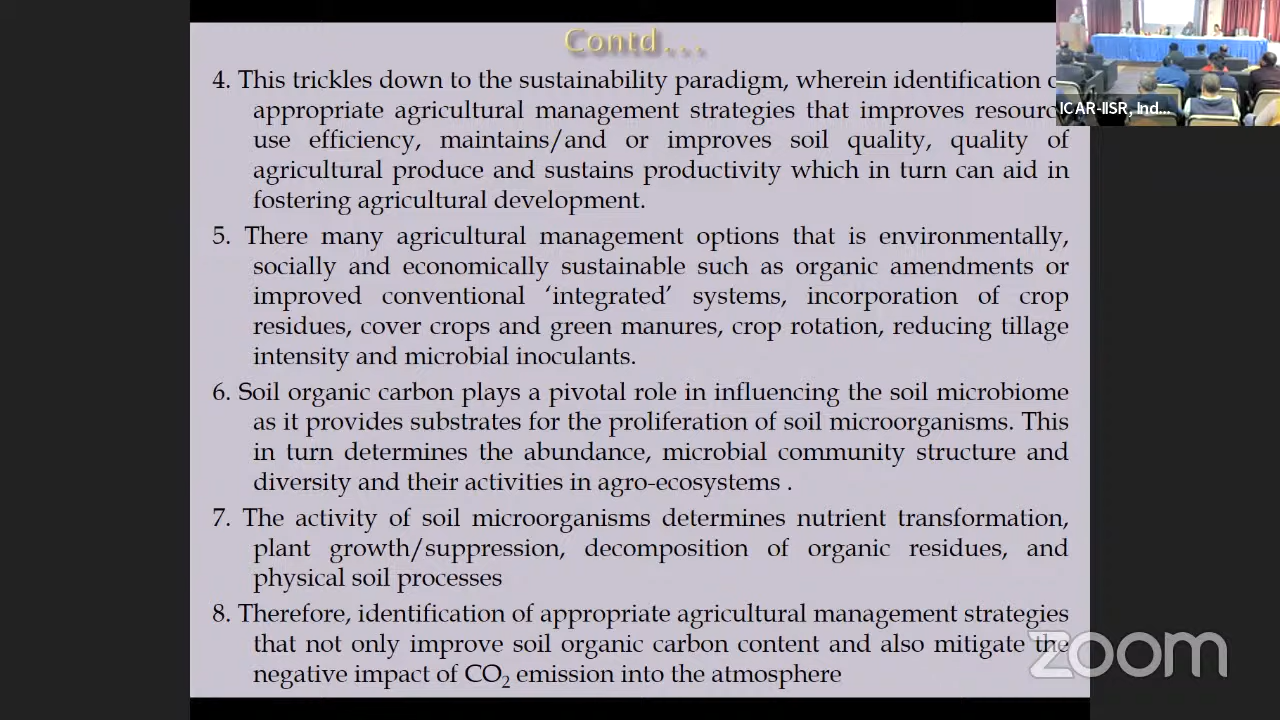 Contd...
4. This trickles down to the sustainability paradigm, wherein identification
appropriate agricultural management strategies that improves resourc
use efficiency, maintains/and or improves soil quality, quality of
agricultural produce and sustains productivity which in turn can aid in
fostering agricultural development.
5. There many agricultural management options that is environmentally,
socially and economically sustainable such as organic amendments or
improved conventional ‘integrated’ systems, incorporation of crop
residues, cover crops and green manures, crop rotation, reducing tillage
intensity and microbial inoculants.
6. Soil organic carbon plays a pivotal role in influencing the soil microbiome
as it provides substrates for the proliferation of soil microorganisms. This
in turn determines the abundance, microbial community structure and
diversity and their activities in agro-ecosystems .
7. The activity of soil microorganisms determines nutrient transformation,
plant growth/suppression, decomposition of organic residues, and
physical soil processes
8. Therefore, identification of appropriate agricultural management strategies
that not only improve soil organic carbon content and also mitigate the
negative impact of CO₂ emission into the atmosphere
ICAR-IISR, Ind...
zoom